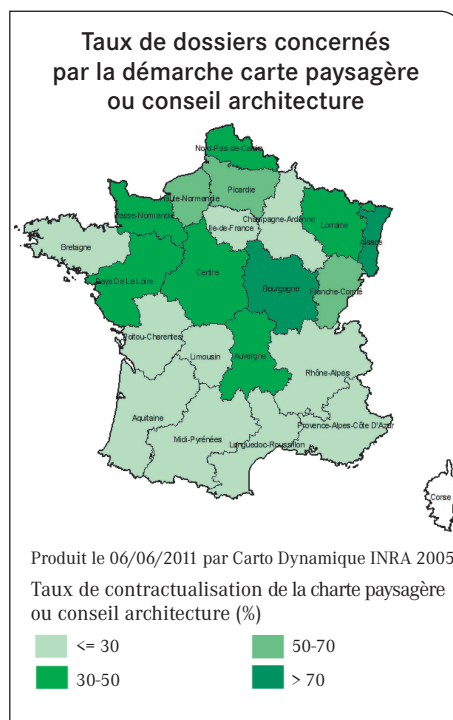 Taux de dossiers concernés
par la démarche carte paysagère
ou conseil architecture
Nord-Pas-de-Calais
Haute-Normandie
Picardie
Basse-Normandie
Ile-de-France
Champagne-Ardenne
Lorraine
Alsace
Bretagne
Pays De La Loire
Centre
Bourgogne
Franche-Comté
Poitou-Charentes
Limousin
Auvergne
Rhône-Alpes
Aquitaine
Midi-Pyrénées
Languedoc-Roussillon
Provence-Alpes-Côte D'Azur
Corse
Produit le 06/06/2011 par Carto Dynamique INRA 2005
Taux de contractualisation de la charte paysagère
ou conseil architecture (%)
<= 30
50-70
30-50
> 70